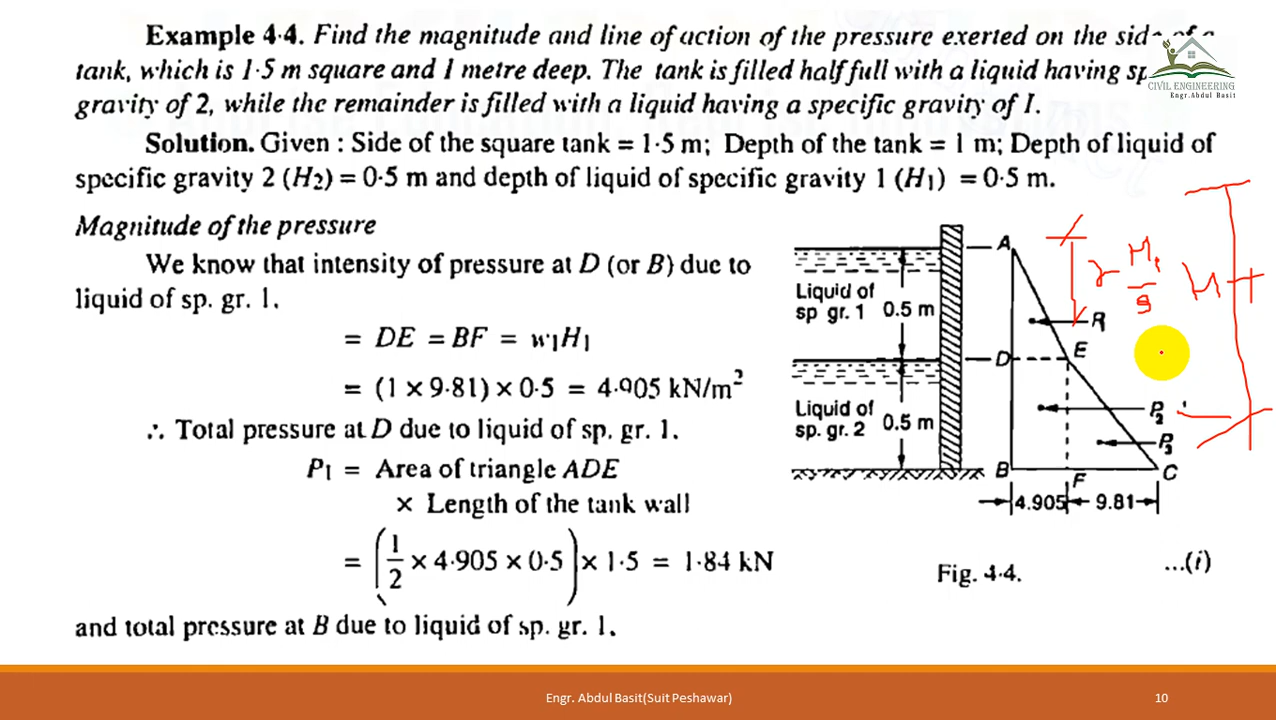 Example 4·4. Find the magnitude and line of action of the pressure exerted on the side of a
tank, which is 1·5 m square and 1 metre deep. The tank is filled half full with a liquid having
gravity of 2, while the remainder is filled with a liquid having a specific gravity of 1.
CIVIL ENGINEERING
Engr.Abdul Basit
Solution. Given : Side of the square tank = 1·5 m; Depth of the tank = 1 m; Depth of liquid of
specific gravity 2 (H2) = 0·5 m and depth of liquid of specific gravity 1 (H1) = 0·5 m.
Magnitude of the pressure
We know that intensity of pressure at D (or B) due to
liquid of sp. gr. 1.
= DE = BF = w1H1
= (1 × 9·81) × 0·5 = 4·905 kN/m²
∴ Total pressure at D due to liquid of sp. gr. 1.
P1 = Area of triangle ADE
× Length of the tank wall
= (1/2 × 4·905 × 0·5) × 1·5 = 1·84 kN
...(i)
and total pressure at B due to liquid of sp. gr. 1.
A
Liquid of
sp gr. 1 0.5 m
D
E
Liquid of
sp. gr. 2 0.5 m
P2
P3
B
F
C
4.905 9.81
Fig. 4·4.
Engr. Abdul Basit(Suit Peshawar)
10